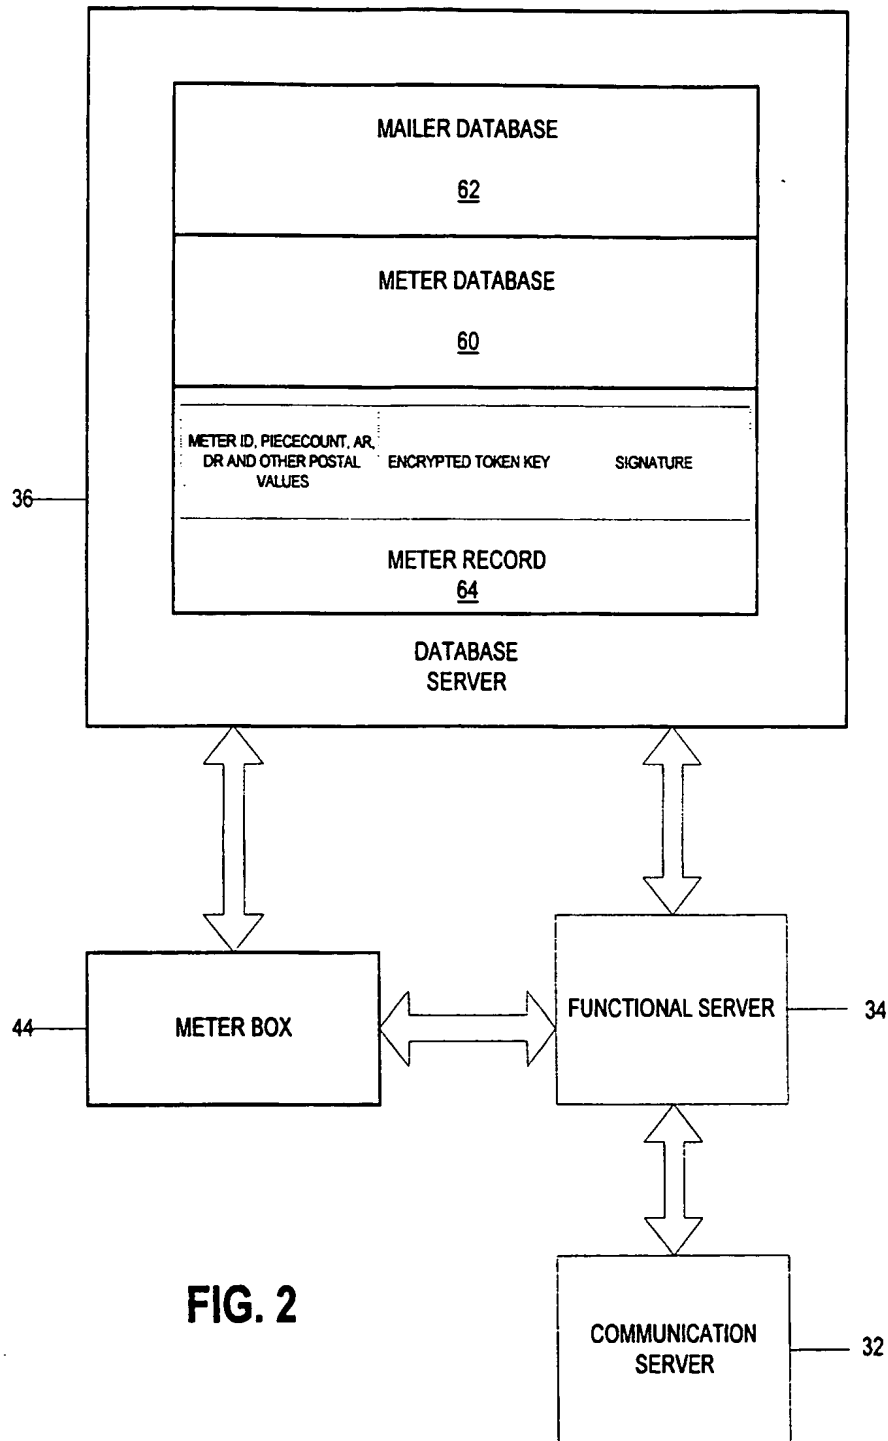 MAILER DATABASE
62
METER DATABASE
60
METER ID, PIECECOUNT, AR,
DR AND OTHER POSTAL
VALUES
ENCRYPTED TOKEN KEY
SIGNATURE
METER RECORD
64
36
DATABASE
SERVER
44
METER BOX
FUNCTIONAL SERVER
34
FIG. 2
COMMUNICATION
SERVER
32